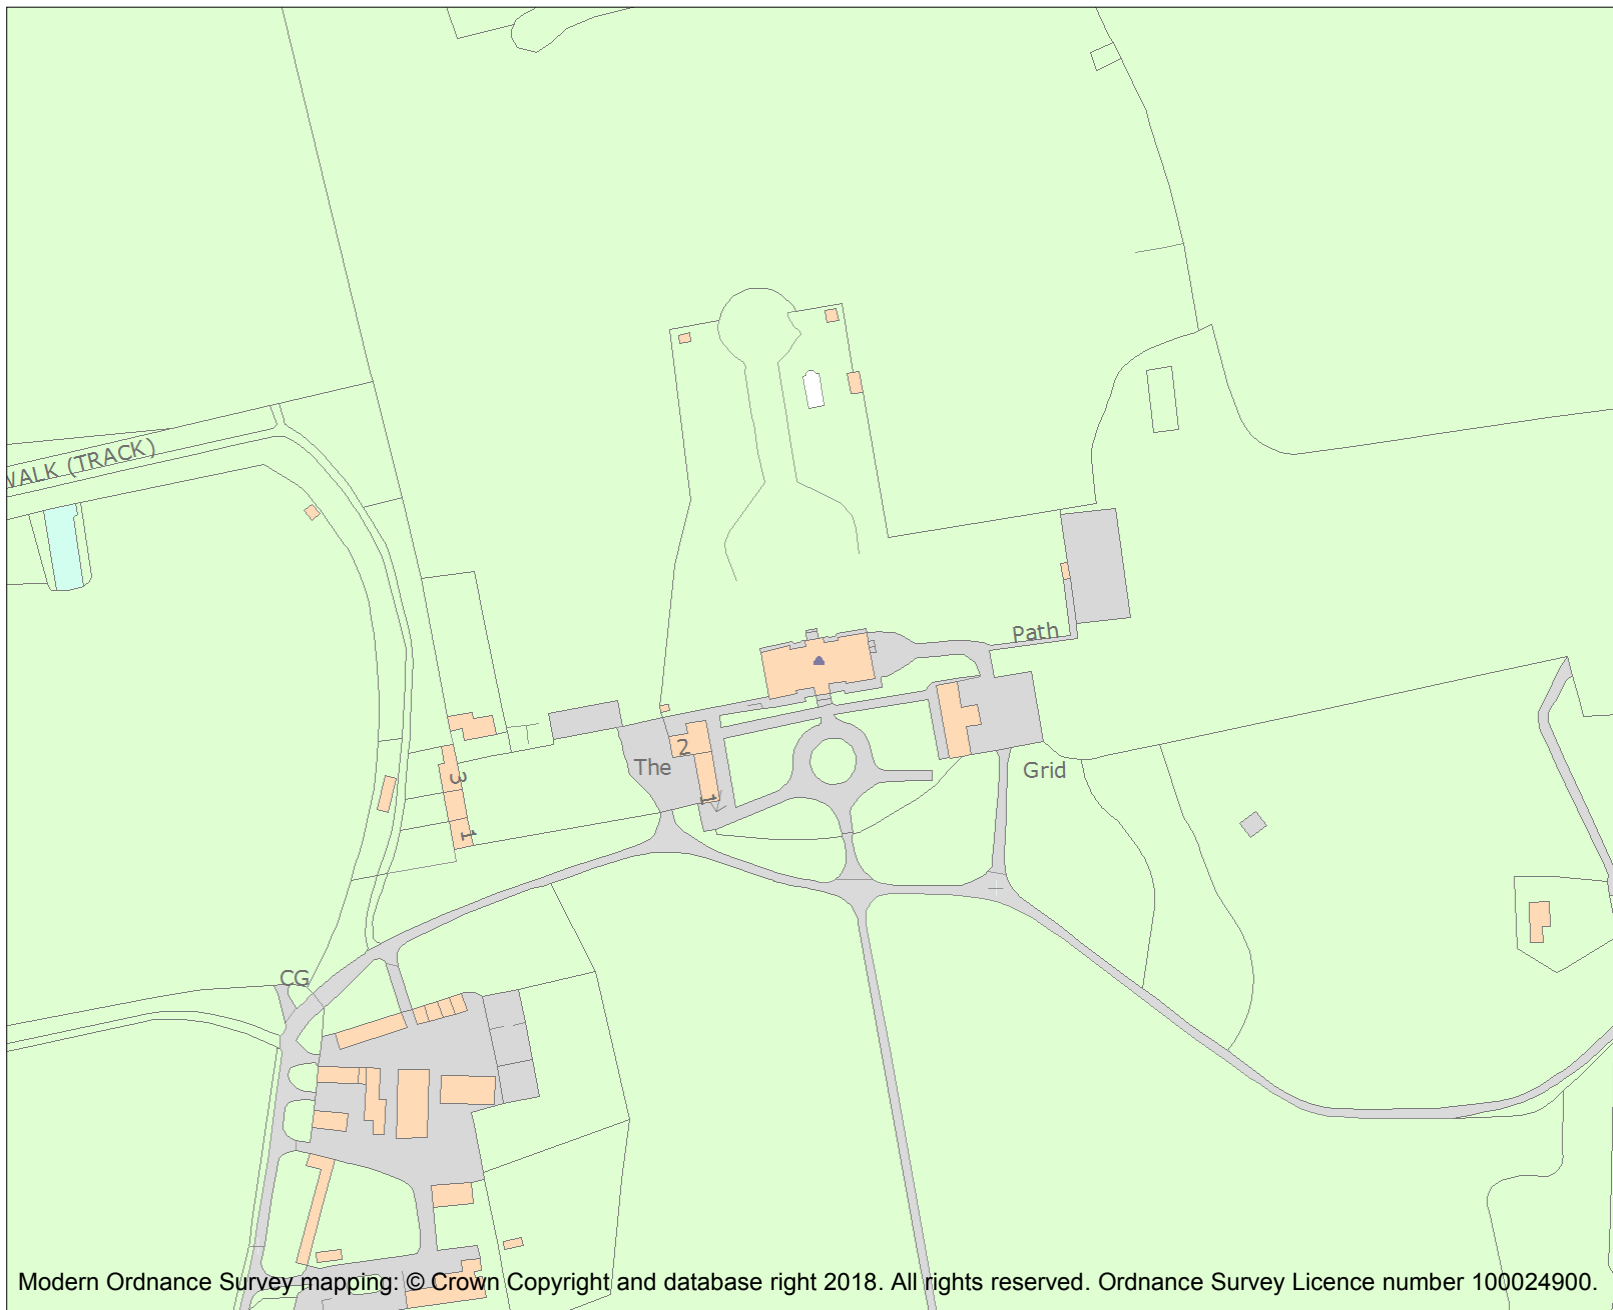 WALK (TRACK)
Path
2
The
3
Grid
1
1
CG
Modern Ordnance Survey mapping: © Crown Copyright and database right 2018. All rights reserved. Ordnance Survey Licence number 100024900.